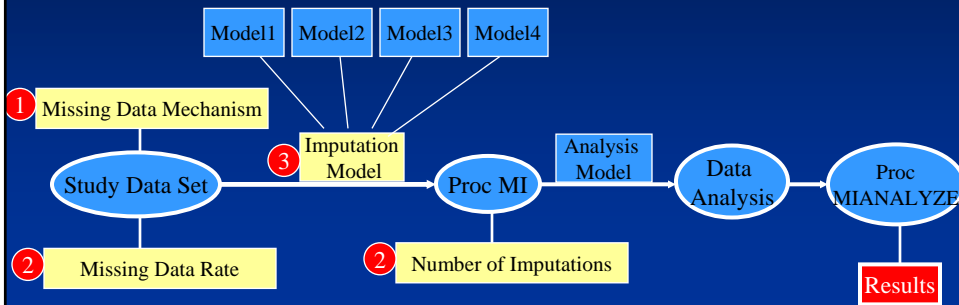 Model1 Model2 Model3 Model4
1 Missing Data Mechanism
3 Imputation
Model
Analysis
Model
Study Data Set
Proc MI
Data
Analysis
Proc
MIANALYZE
2 Missing Data Rate
2 Number of Imputations
Results